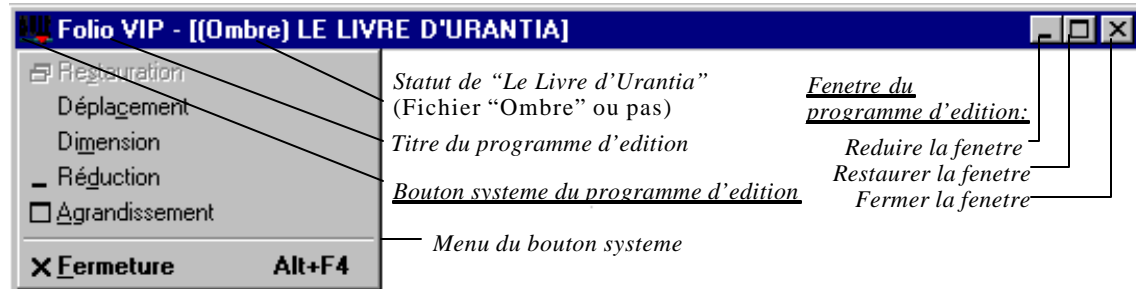 Folio VIP - [(Ombre) LE LIVRE D'URANTIA]
Restauration
Déplacement
Dimension
Réduction
Agrandissement
Fermeture Alt+F4
Statut de “Le Livre d’Urantia”
(Fichier “Ombre” ou pas)
Titre du programme d’edition
Bouton systeme du programme d’edition
Menu du bouton systeme
Fenetre du
programme d’edition:
Reduire la fenetre
Restaurer la fenetre
Fermer la fenetre